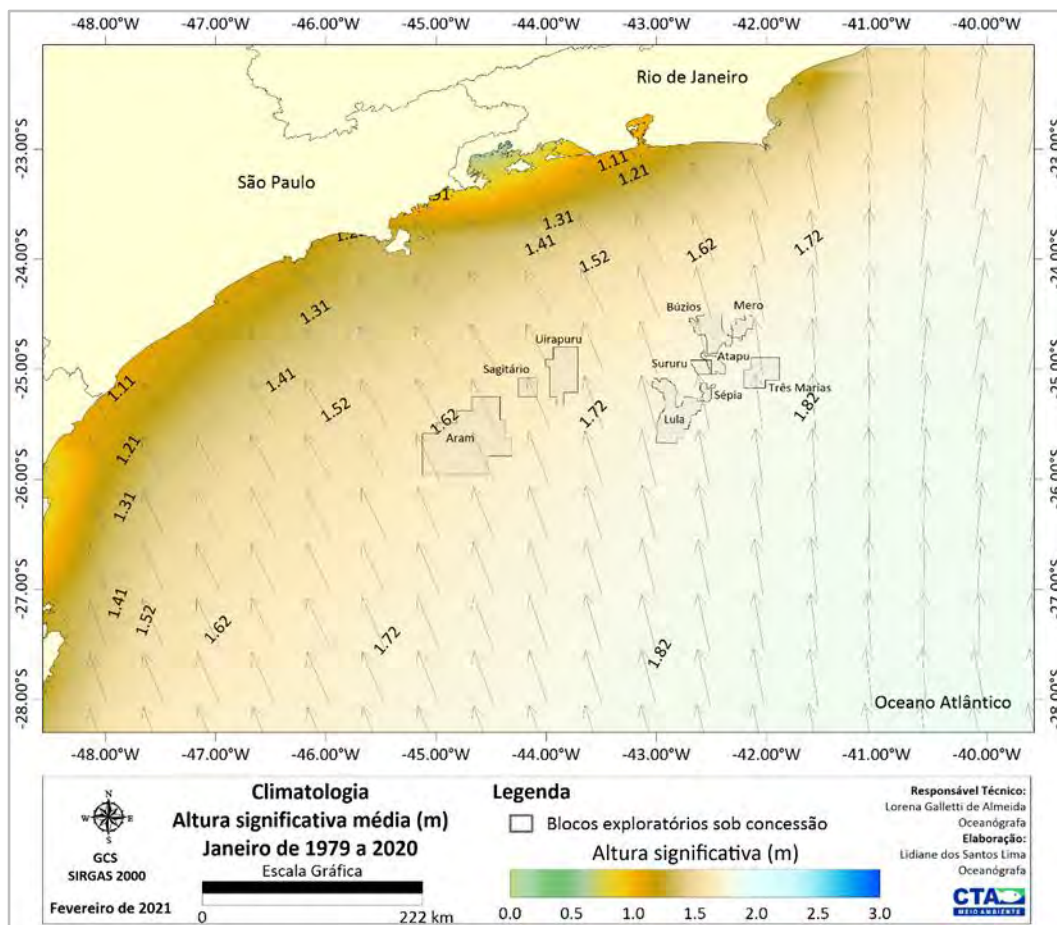 -48.00°W -47.00°W -46.00°W -45.00°W -44.00°W -43.00°W -42.00°W -41.00°W -40.00°W
Rio de Janeiro
-23.00°S -23.00°S
1.11
São Paulo
1.21
1.31
1.41 1.62 1.72
1.52
-24.00°S -24.00°S
1.31
Búzios Mero
Uirapuru
-25.00°S -25.00°S
1.11 1.41 Sagitário Sururu Atapu
Três Marias
Sépia
1.52 1.62 1.72 Lula 1.82
Aram
1.21
-26.00°S -26.00°S
1.31
-27.00°S -27.00°S
1.41 1.52 1.62 1.72 1.82
-28.00°S -28.00°S
Oceano Atlântico
-48.00°W -47.00°W -46.00°W -45.00°W -44.00°W -43.00°W -42.00°W -41.00°W -40.00°W
N
W E
S
GCS
SIRGAS 2000
Fevereiro de 2021
Climatologia
Altura significativa média (m)
Janeiro de 1979 a 2020
Escala Gráfica
0 222 km
Legenda
Blocos exploratórios sob concessão
Altura significativa (m)
0.0 0.5 1.0 1.5 2.0 2.5 3.0
Responsável Técnico:
Lorena Galletti de Almeida
Oceanógrafa
Elaboração:
Lidiane dos Santos Lima
Oceanógrafa
CTA
MEIO AMBIENTE